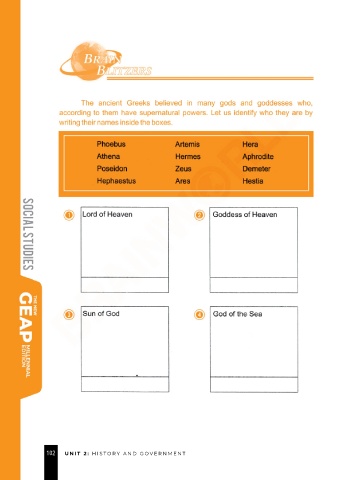 BRAIN
BLITZERS
The ancient Greeks believed in many gods and goddesses who,
according to them have supernatural powers. Let us identify who they are by
writing their names inside the boxes.
Phoebus Artemis Hera
Athena Hermes Aphrodite
Poseidon Zeus Demeter
Hephaestus Ares Hestia
1 Lord of Heaven
2 Goddess of Heaven
3 Sun of God
4 God of the Sea
SOCIAL STUDIES
THE NEW
GEAP
MILLENNIAL
EDITION
102 UNIT 2: HISTORY AND GOVERNMENT